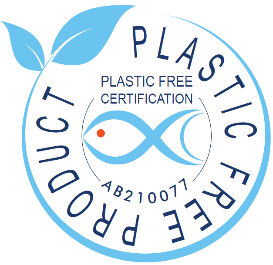 PLASTIC FREE PRODUCT
PLASTIC FREE
CERTIFICATION
AB210077